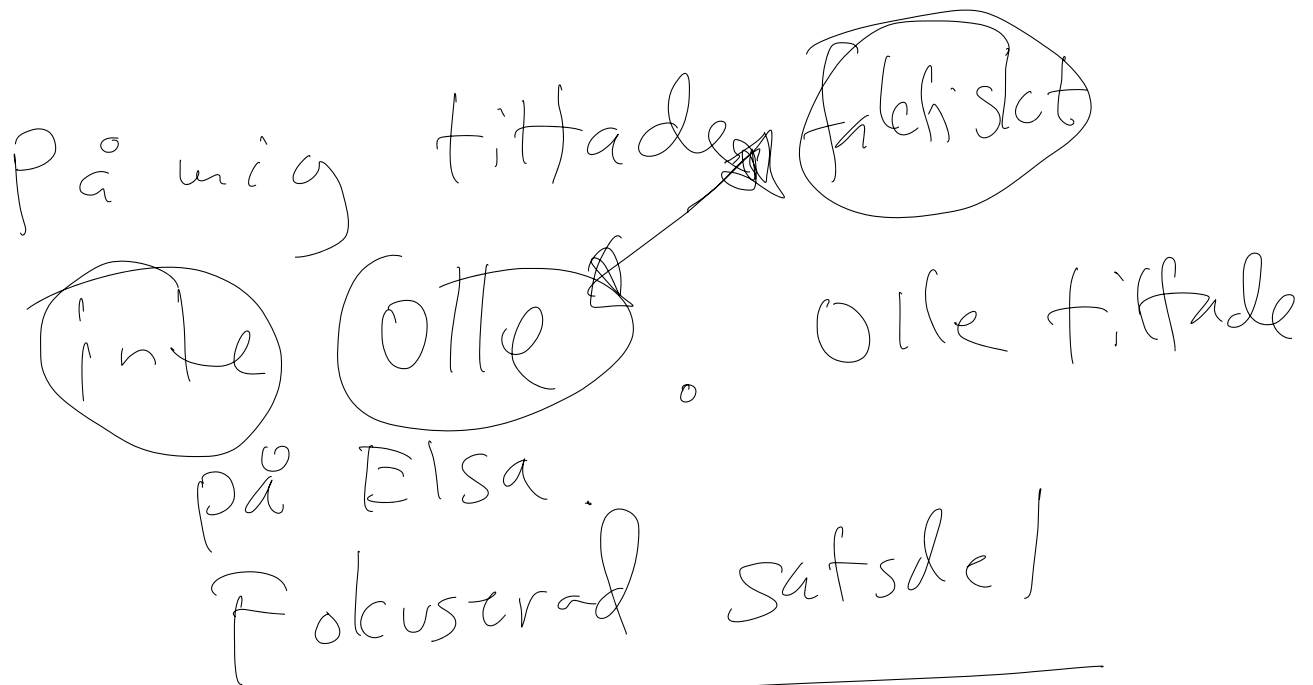 På mig tittade faktiskt
inte Olle. Olle tittade
på Elsa.
Fokuserad satsdel